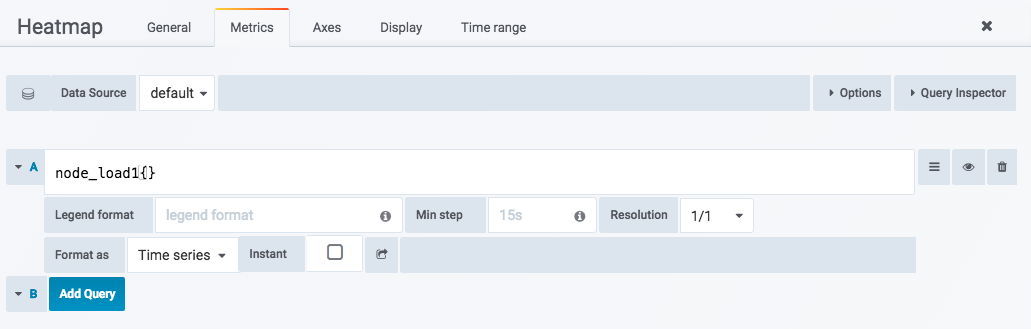 Heatmap General Metrics Axes Display Time range
Data Source default Options Query Inspector
A node_load1{}
Legend format legend format Min step 15s Resolution 1/1
Format as Time series Instant
B Add Query